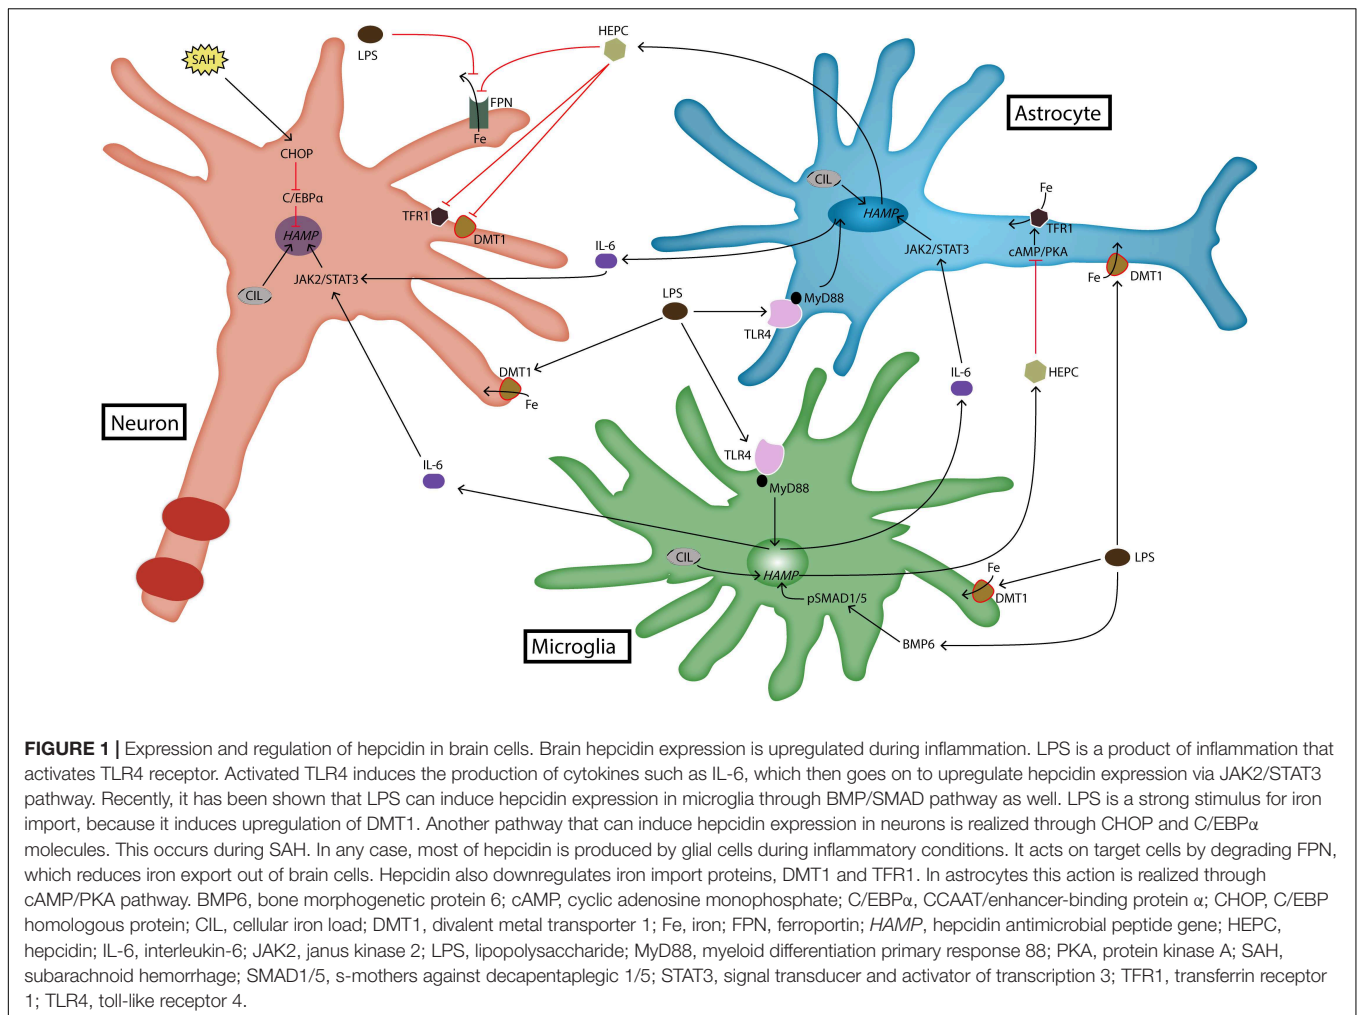 HEPC
LPS
SAH
FPN
Fe
Astrocyte
CHOP
C/EBPα
HAMP
TFR1
DMT1
JAK2/STAT3
CIL
IL-6
CIL
HAMP
JAK2/STAT3
Fe
TFR1
cAMP/PKA
Fe
DMT1
LPS
MyD88
TLR4
DMT1
Fe
IL-6
HEPC
Neuron
TLR4
IL-6
MyD88
CIL
HAMP
pSMAD1/5
LPS
Fe
DMT1
BMP6
Microglia
FIGURE 1 | Expression and regulation of hepcidin in brain cells. Brain hepcidin expression is upregulated during inflammation. LPS is a product of inflammation that
activates TLR4 receptor. Activated TLR4 induces the production of cytokines such as IL-6, which then goes on to upregulate hepcidin expression via JAK2/STAT3
pathway. Recently, it has been shown that LPS can induce hepcidin expression in microglia through BMP/SMAD pathway as well. LPS is a strong stimulus for iron
import, because it induces upregulation of DMT1. Another pathway that can induce hepcidin expression in neurons is realized through CHOP and C/EBPα
molecules. This occurs during SAH. In any case, most of hepcidin is produced by glial cells during inflammatory conditions. It acts on target cells by degrading FPN,
which reduces iron export out of brain cells. Hepcidin also downregulates iron import proteins, DMT1 and TFR1. In astrocytes this action is realized through
cAMP/PKA pathway. BMP6, bone morphogenetic protein 6; cAMP, cyclic adenosine monophosphate; C/EBPα, CCAAT/enhancer-binding protein α; CHOP, C/EBP
homologous protein; CIL, cellular iron load; DMT1, divalent metal transporter 1; Fe, iron; FPN, ferroportin; HAMP, hepcidin antimicrobial peptide gene; HEPC,
hepcidin; IL-6, interleukin-6; JAK2, janus kinase 2; LPS, lipopolysaccharide; MyD88, myeloid differentiation primary response 88; PKA, protein kinase A; SAH,
subarachnoid hemorrhage; SMAD1/5, s-mothers against decapentaplegic 1/5; STAT3, signal transducer and activator of transcription 3; TFR1, transferrin receptor
1; TLR4, toll-like receptor 4.